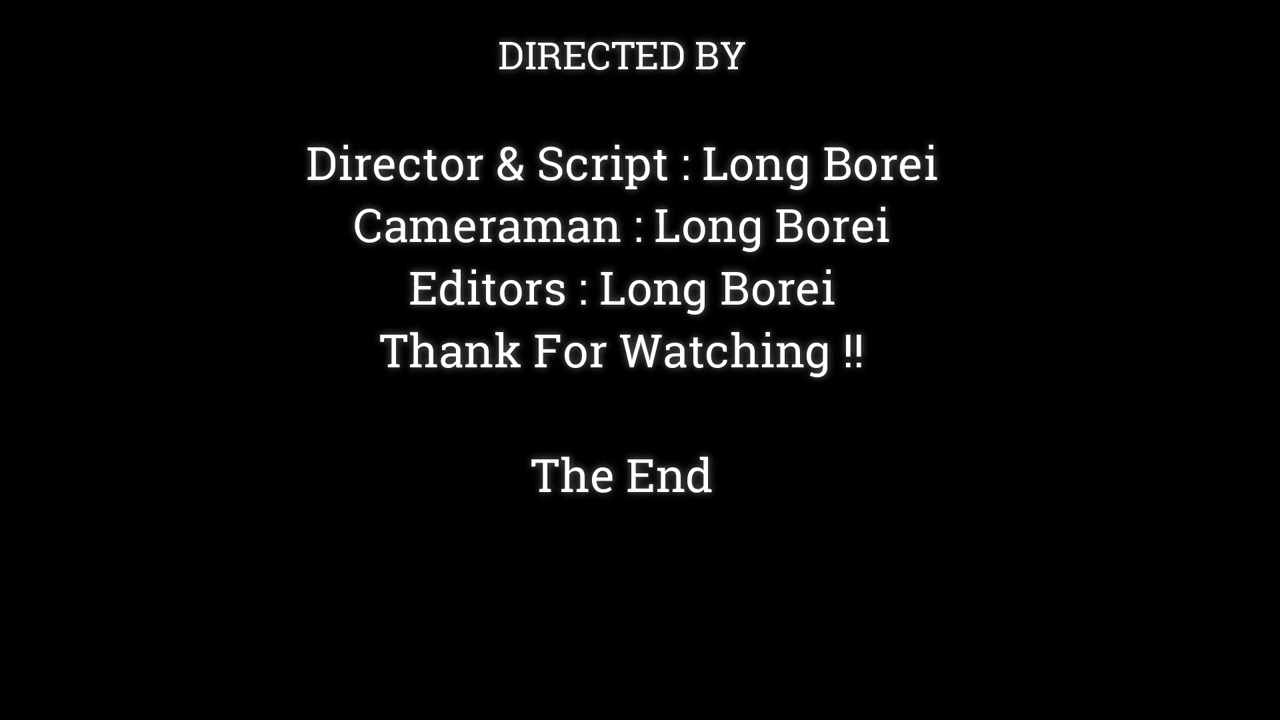 DIRECTED BY
Director & Script : Long Borei
Cameraman : Long Borei
Editors : Long Borei
Thank For Watching !!
The End